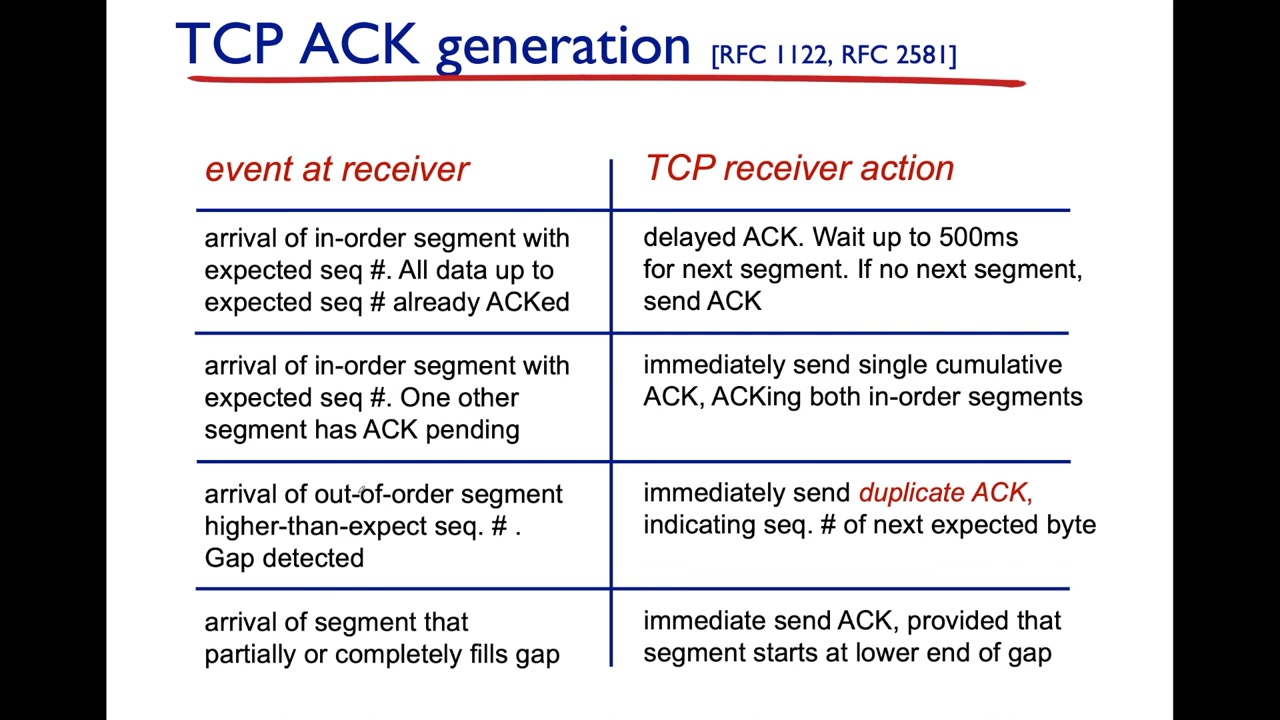 TCP ACK generation [RFC 1122, RFC 2581]
event at receiver
TCP receiver action
arrival of in-order segment with
expected seq #. All data up to
expected seq # already ACKed
delayed ACK. Wait up to 500ms
for next segment. If no next segment,
send ACK
arrival of in-order segment with
expected seq #. One other
segment has ACK pending
immediately send single cumulative
ACK, ACKing both in-order segments
arrival of out-of-order segment
higher-than-expect seq. # .
Gap detected
immediately send duplicate ACK,
indicating seq. # of next expected byte
arrival of segment that
partially or completely fills gap
immediate send ACK, provided that
segment starts at lower end of gap